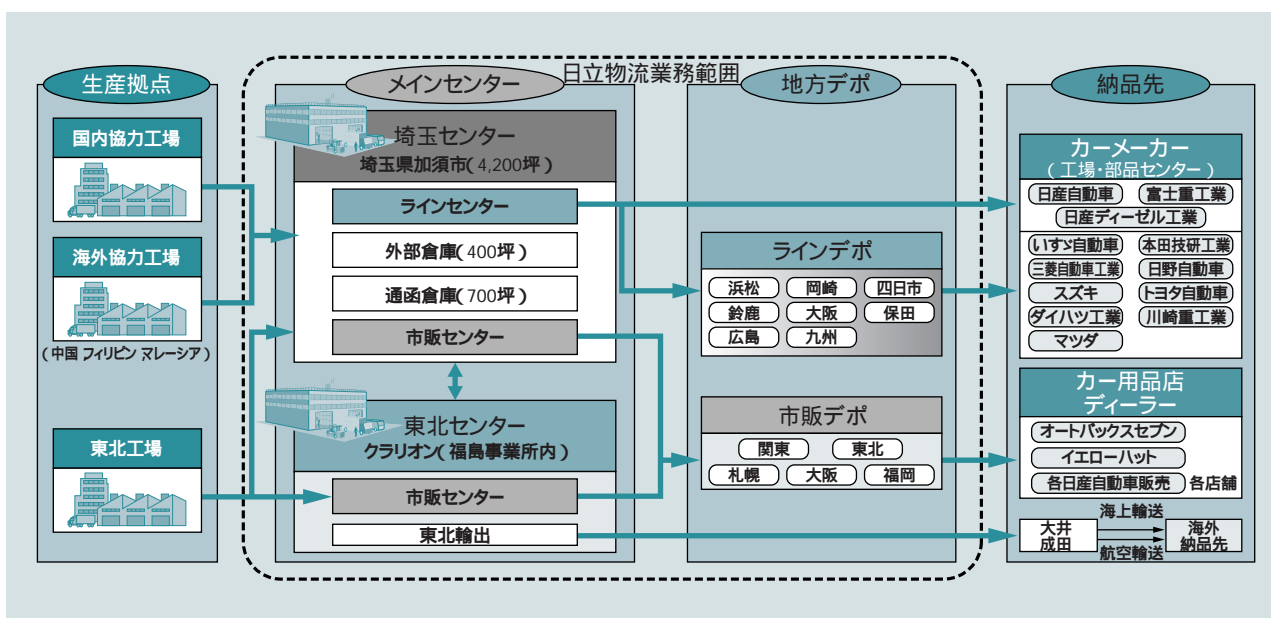 日立物流業務範囲
生産拠点
国内協力工場
海外協力工場
(中国 フィリピン マレーシア)
東北工場
メインセンター
埼玉センター
埼玉県加須市(4,200坪)
ラインセンター
外部倉庫(400坪)
通函倉庫(700坪)
市販センター
東北センター
クラリオン(福島事業所内)
市販センター
東北輸出
地方デポ
ラインデポ
浜松 岡崎 四日市
鈴鹿 大阪 保田
広島 九州
市販デポ
関東 東北
札幌 大阪 福岡
納品先
カーメーカー
(工場・部品センター)
日産自動車 富士重工業
日産ディーゼル工業
いすゞ自動車 本田技研工業
三菱自動車工業 日野自動車
スズキ トヨタ自動車
ダイハツ工業 川崎重工業
マツダ
カー用品店
ディーラー
オートバックスセブン
イエローハット
各日産自動車販売 各店舗
海上輸送
大井 海外
成田 納品先
航空輸送